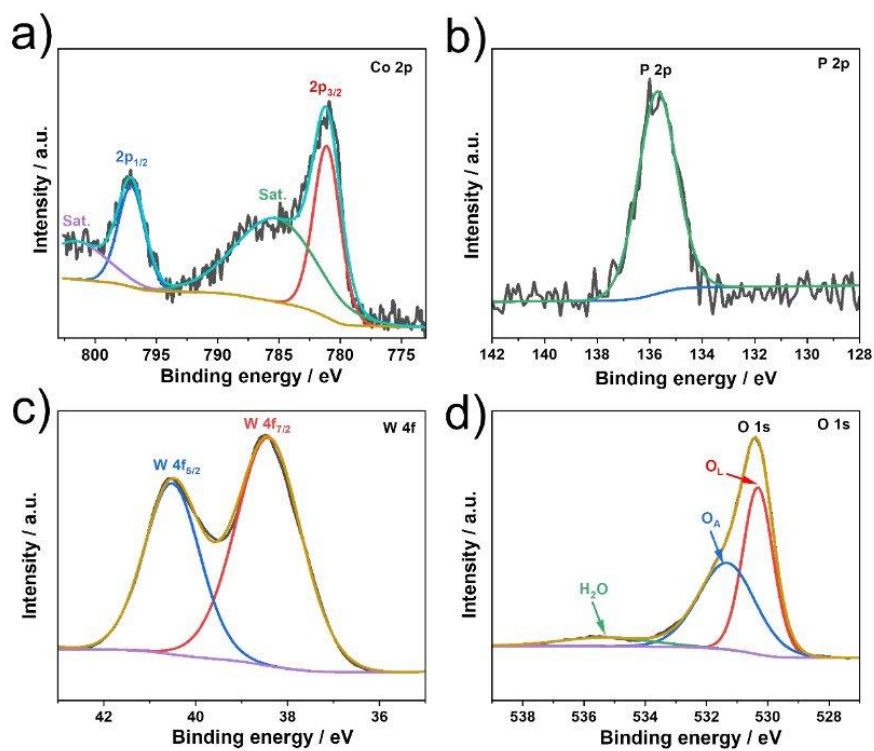 a)
Co 2p
2p3/2
2p1/2
Sat.
Sat.
Intensity / a.u.
800 795 790 785 780 775
Binding energy / eV
b)
P 2p
P 2p
Intensity / a.u.
142 140 138 136 134 132 130 128
Binding energy / eV
c)
W 4f
W 4f7/2
W 4f5/2
Intensity / a.u.
42 40 38 36
Binding energy / eV
d)
O 1s
O 1s
OL
OA
H2O
Intensity / a.u.
538 536 534 532 530 528
Binding energy / eV